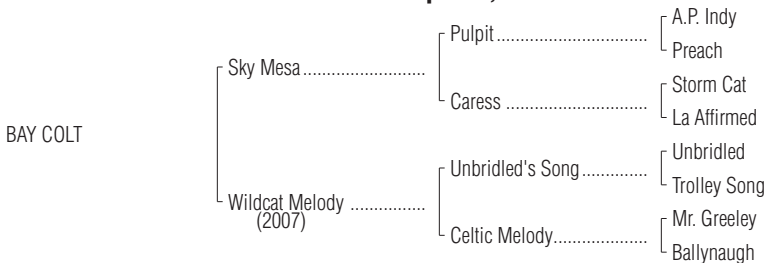 A.P. Indy
Pulpit
Preach
Sky Mesa
Storm Cat
Caress
La Affirmed
BAY COLT
Unbridled
Unbridled's Song
Trolley Song
Wildcat Melody
(2007)
Mr. Greeley
Celtic Melody
Ballynaugh